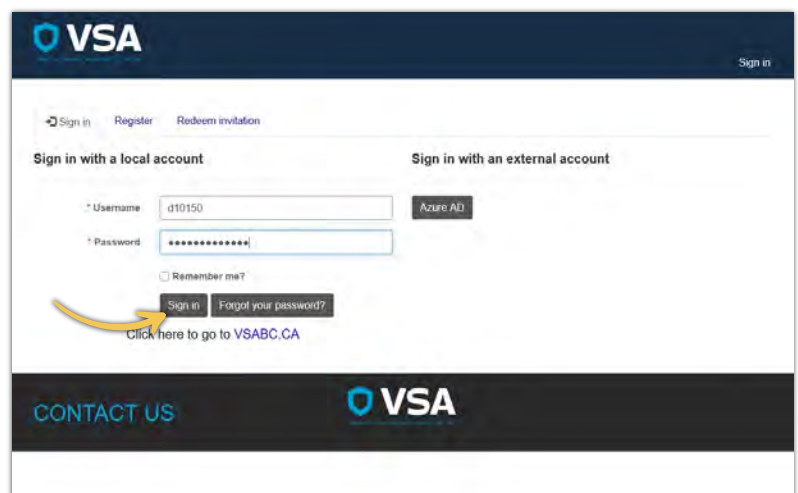 VSA
Sign in
Sign in Register Redeem invitation
Sign in with a local account Sign in with an external account
* Username d10150 Azure AD
* Password •••••••••••••
Remember me?
Sign in Forgot your password?
Click here to go to VSABC.CA
CONTACT US VSA